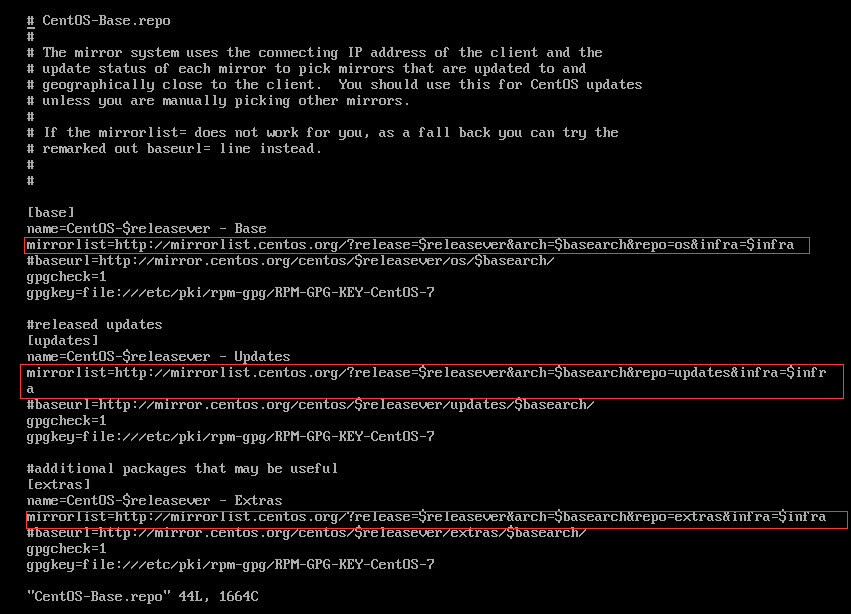 # CentOS-Base.repo
#
# The mirror system uses the connecting IP address of the client and the
# update status of each mirror to pick mirrors that are updated to and
# geographically close to the client.  You should use this for CentOS updates
# unless you are manually picking other mirrors.
#
# If the mirrorlist= does not work for you, as a fall back you can try the
# remarked out baseurl= line instead.
#
#

[base]
name=CentOS-$releasever - Base
mirrorlist=http://mirrorlist.centos.org/?release=$releasever&arch=$basearch&repo=os&infra=$infra
#baseurl=http://mirror.centos.org/centos/$releasever/os/$basearch/
gpgcheck=1
gpgkey=file:///etc/pki/rpm-gpg/RPM-GPG-KEY-CentOS-7

#released updates
[updates]
name=CentOS-$releasever - Updates
mirrorlist=http://mirrorlist.centos.org/?release=$releasever&arch=$basearch&repo=updates&infra=$infr
a
#baseurl=http://mirror.centos.org/centos/$releasever/updates/$basearch/
gpgcheck=1
gpgkey=file:///etc/pki/rpm-gpg/RPM-GPG-KEY-CentOS-7

#additional packages that may be useful
[extras]
name=CentOS-$releasever - Extras
mirrorlist=http://mirrorlist.centos.org/?release=$releasever&arch=$basearch&repo=extras&infra=$infra
#baseurl=http://mirror.centos.org/centos/$releasever/extras/$basearch/
gpgcheck=1
gpgkey=file:///etc/pki/rpm-gpg/RPM-GPG-KEY-CentOS-7

"CentOS-Base.repo" 44L, 1664C